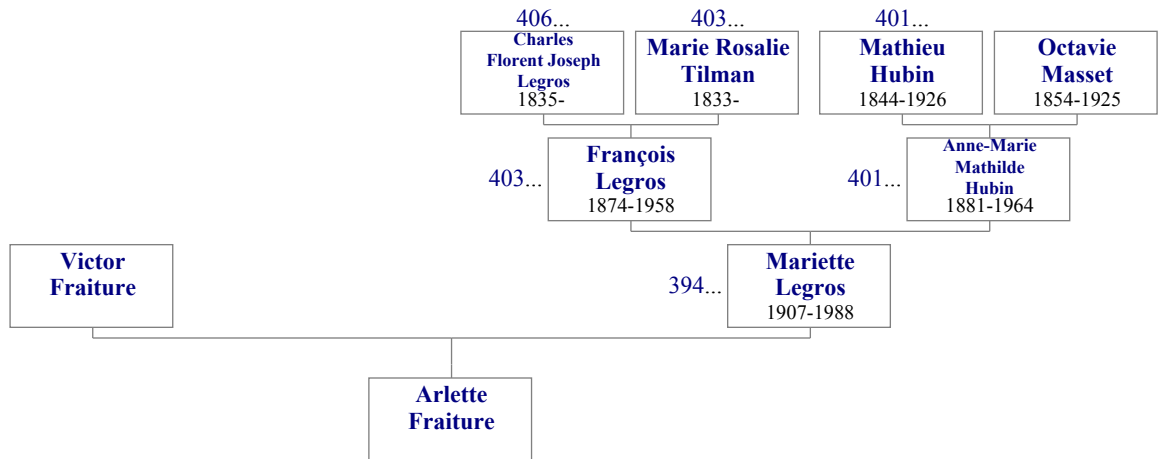 406...
403...
401...
Charles
Florent Joseph
Legros
1835-
Marie Rosalie
Tilman
1833-
Mathieu
Hubin
1844-1926
Octavie
Masset
1854-1925
403...
François
Legros
1874-1958
401...
Anne-Marie
Mathilde
Hubin
1881-1964
Victor
Fraiture
394...
Mariette
Legros
1907-1988
Arlette
Fraiture